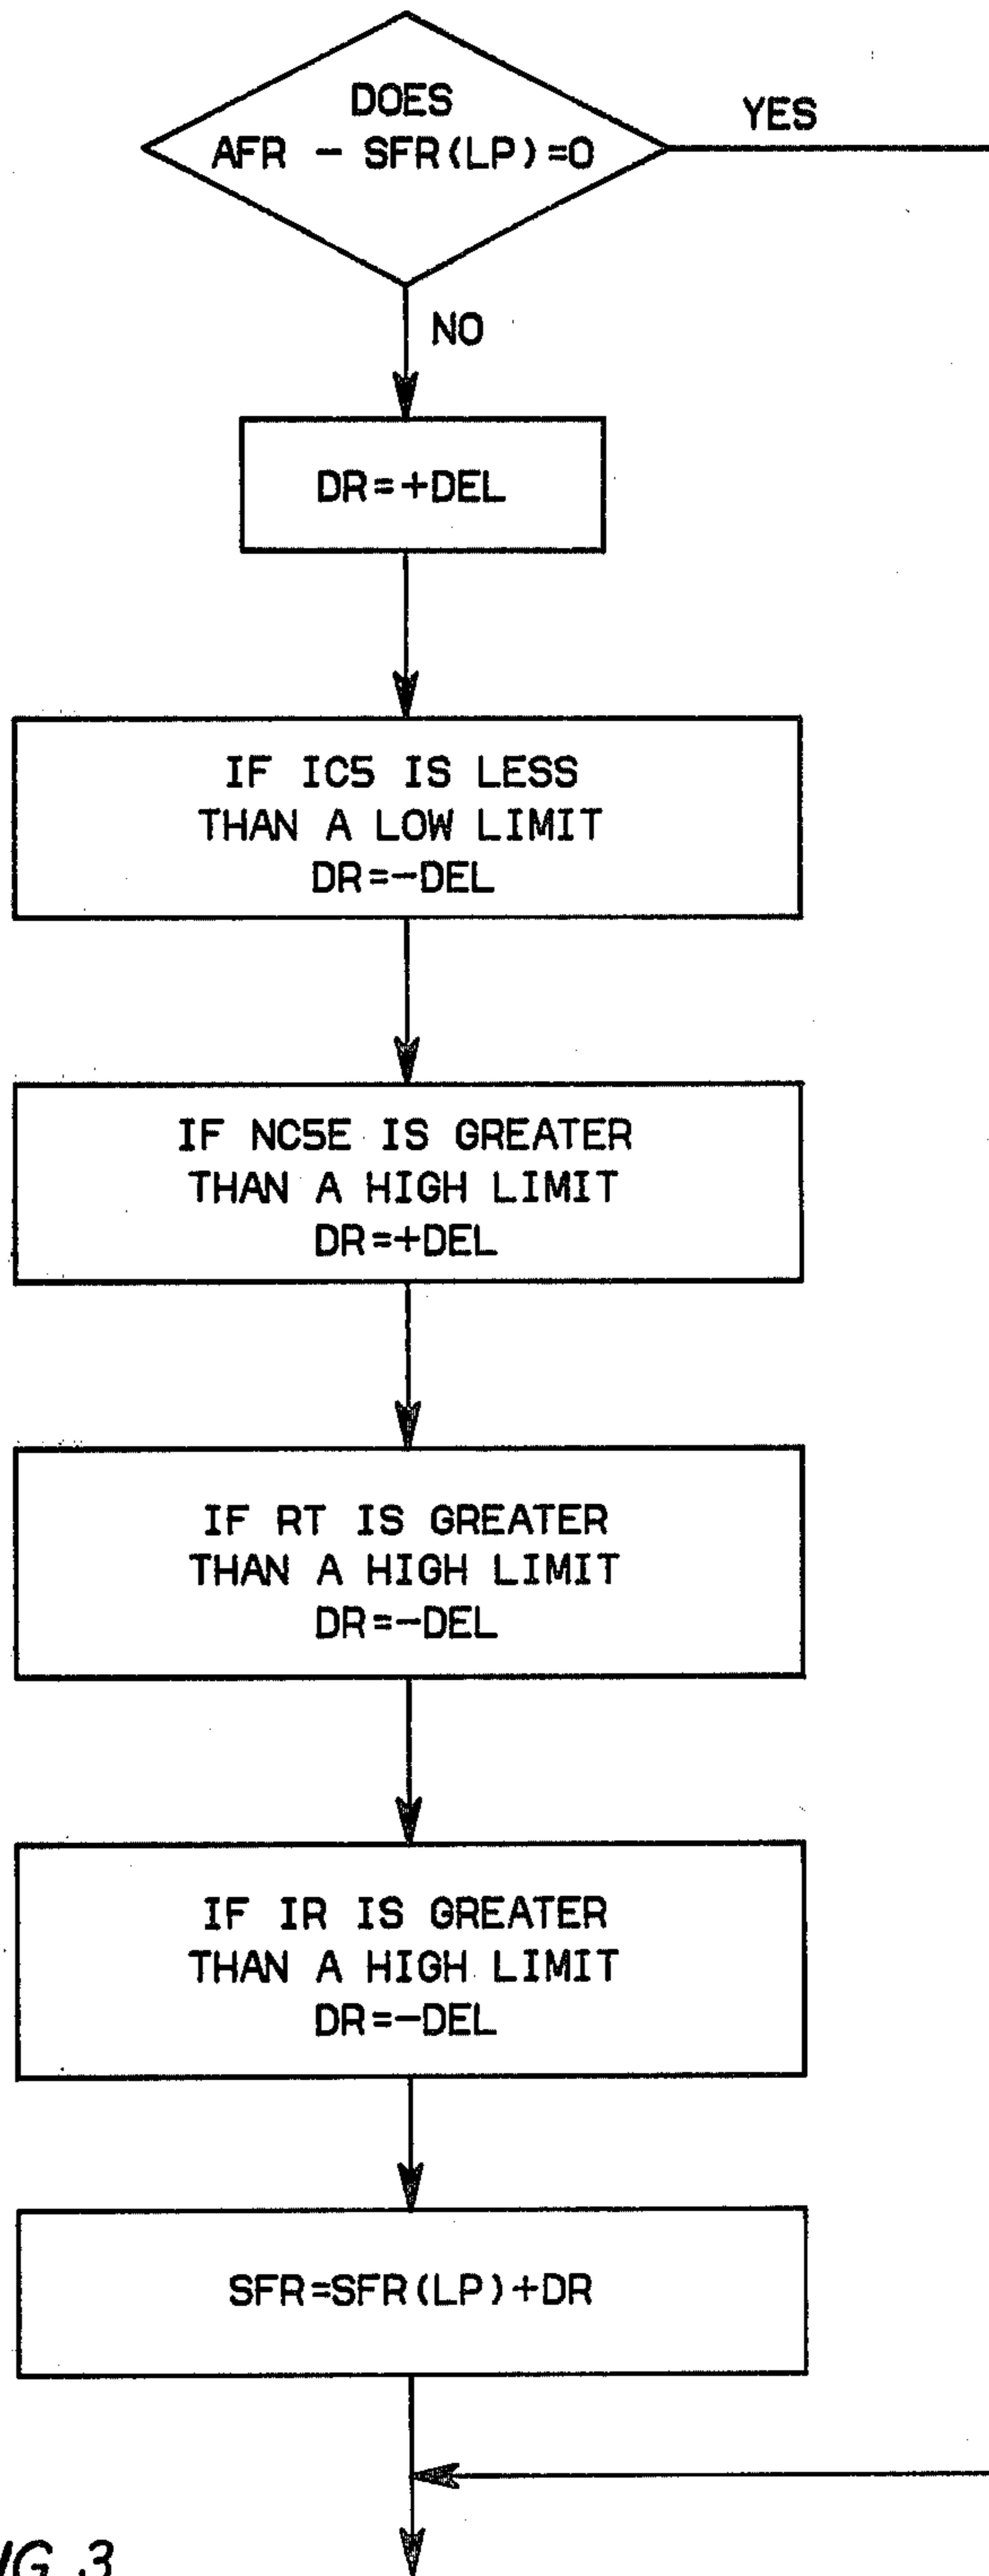 DOES
AFR - SFR(LP)=0
YES
NO
DR=+DEL
IF IC5 IS LESS
THAN A LOW LIMIT
DR=-DEL
IF NC5E IS GREATER
THAN A HIGH LIMIT
DR=+DEL
IF RT IS GREATER
THAN A HIGH LIMIT
DR=-DEL
IF IR IS GREATER
THAN A HIGH LIMIT
DR=-DEL
SFR=SFR(LP)+DR
3